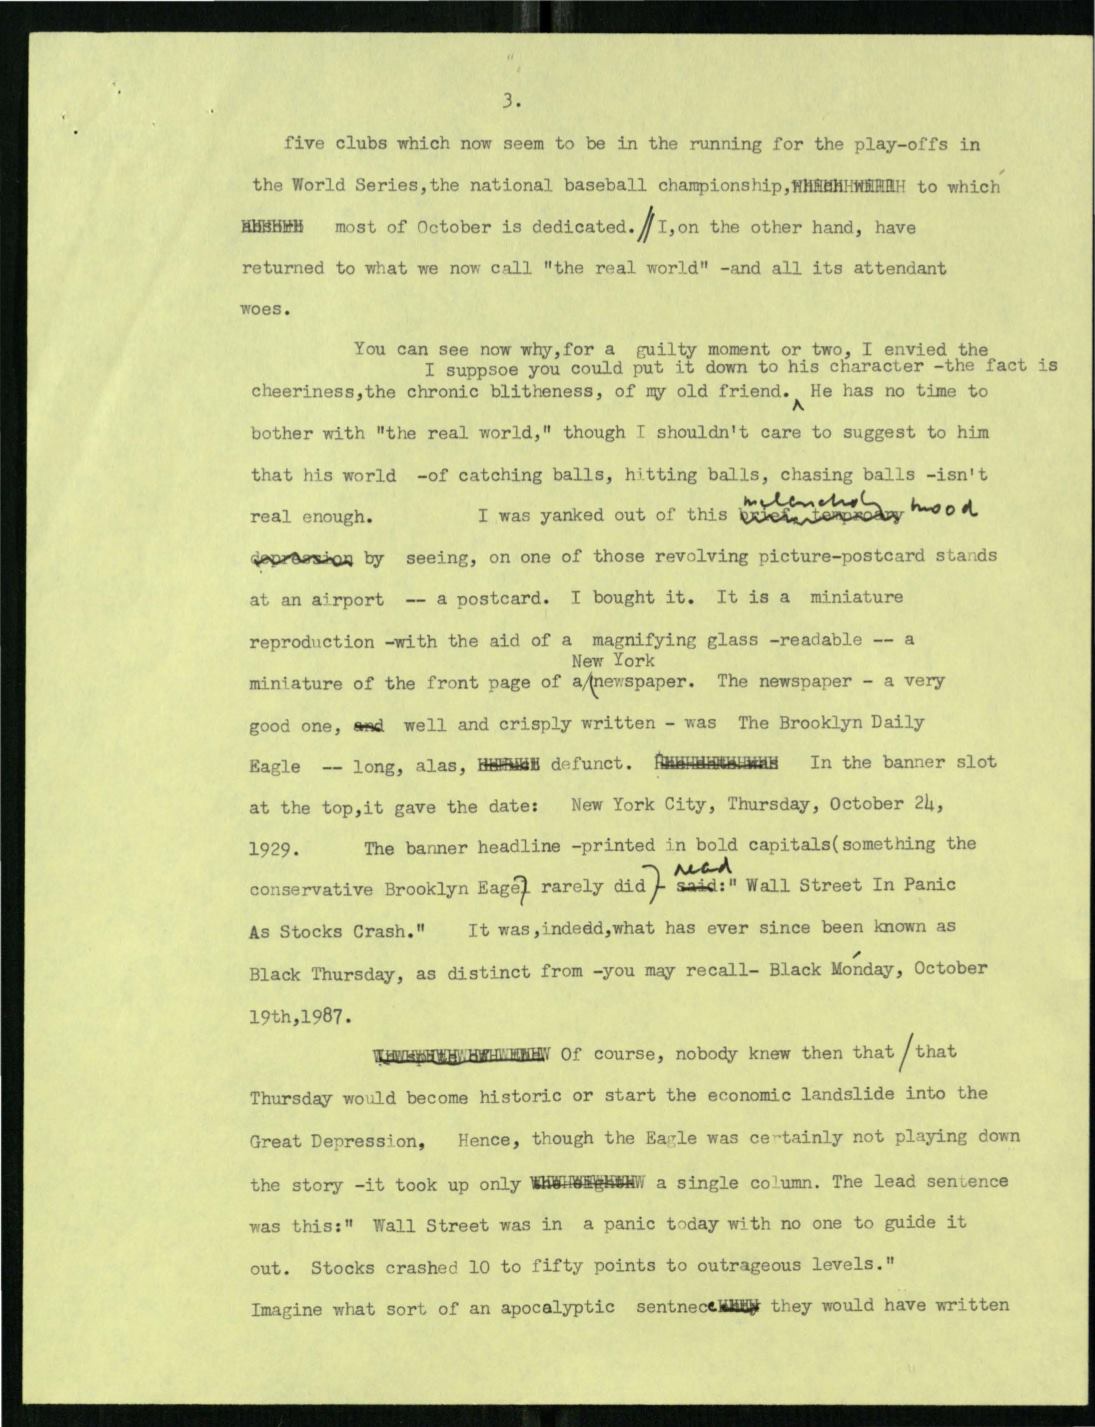 3.
five clubs which now seem to be in the running for the play-offs in
the World Series,the national baseball championship, to which
most of October is dedicated.// I,on the other hand, have
returned to what we now call "the real world" -and all its attendant
woes.
You can see now why,for a guilty moment or two, I envied the
I suppsoe you could put it down to his character -the fact is
cheeriness,the chronic blitheness, of my old friend. He has no time to
bother with "the real world," though I shouldn't care to suggest to him
that his world -of catching balls, hitting balls, chasing balls -isn't
melancholy mood
real enough. I was yanked out of this brief, temproary
depression by seeing, on one of those revolving picture-postcard stands
at an airport -- a postcard. I bought it. It is a miniature
reproduction -with the aid of a magnifying glass -readable -- a
New York
miniature of the front page of a/newspaper. The newspaper - a very
good one, and well and crisply written - was The Brooklyn Daily
Eagle -- long, alas, defunct. In the banner slot
at the top,it gave the date: New York City, Thursday, October 24,
1929. The banner headline -printed in bold capitals(something the
read
conservative Brooklyn Eage) rarely did)- said:" Wall Street In Panic
As Stocks Crash." It was,indedd,what has ever since been known as
Black Thursday, as distinct from -you may recall- Black Monday, October
19th,1987.
Of course, nobody knew then that / that
Thursday would become historic or start the economic landslide into the
Great Depression, Hence, though the Eagle was certainly not playing down
the story -it took up only a single column. The lead sentence
was this:" Wall Street was in a panic today with no one to guide it
out. Stocks crashed 10 to fifty points to outrageous levels."
Imagine what sort of an apocalyptic sentnece they would have written